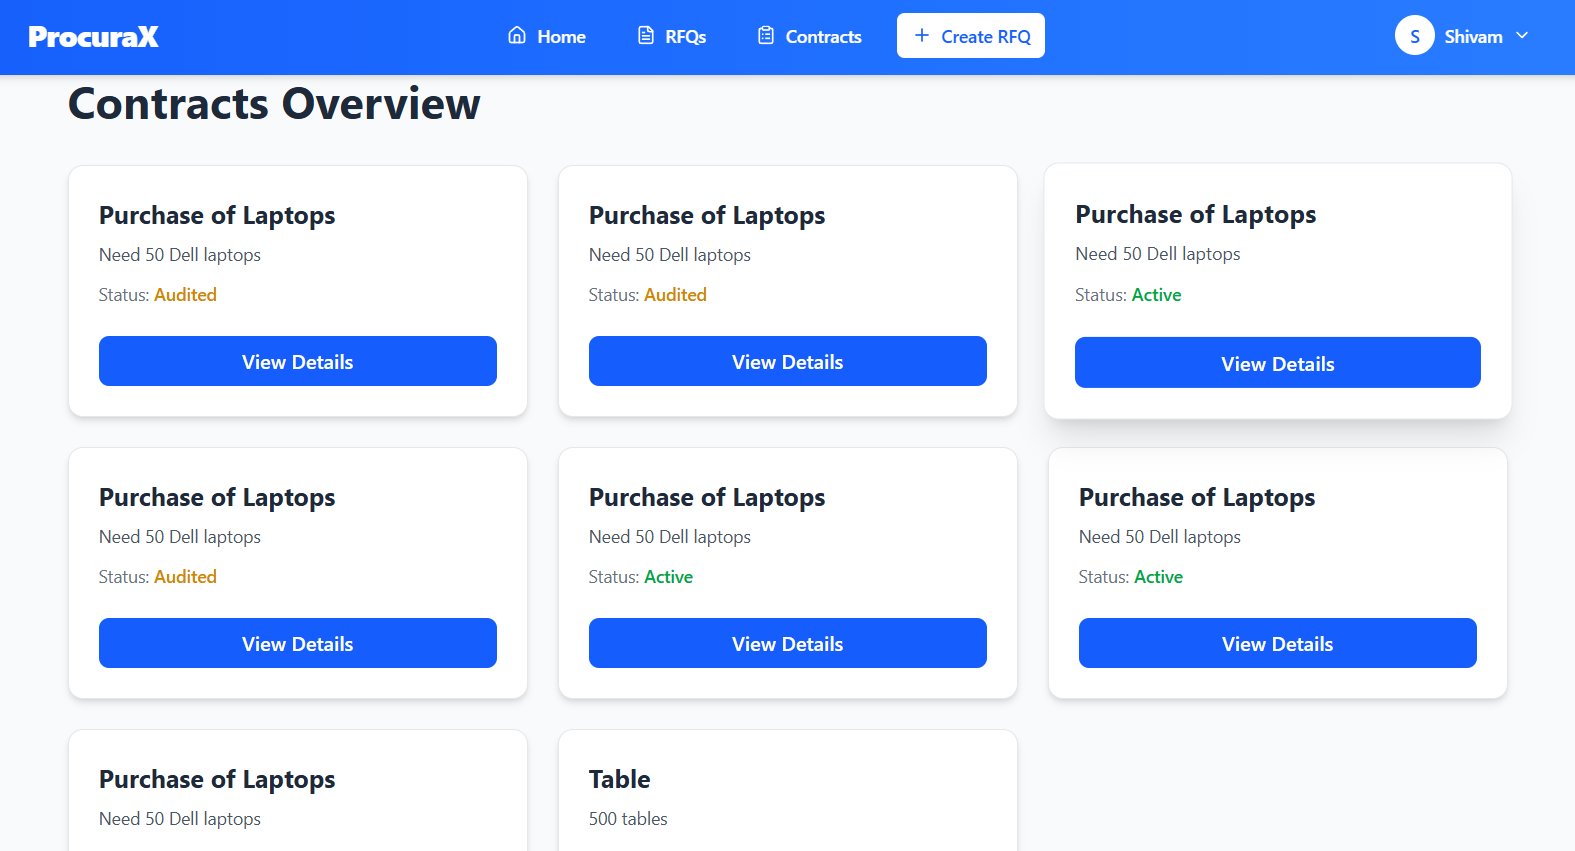 ProcuraX
Home
RFQs
Contracts
+ Create RFQ
S
Shivam
Contracts Overview
Purchase of Laptops
Need 50 Dell laptops
Status: Audited
View Details
Purchase of Laptops
Need 50 Dell laptops
Status: Audited
View Details
Purchase of Laptops
Need 50 Dell laptops
Status: Active
View Details
Purchase of Laptops
Need 50 Dell laptops
Status: Audited
View Details
Purchase of Laptops
Need 50 Dell laptops
Status: Active
View Details
Purchase of Laptops
Need 50 Dell laptops
Status: Active
View Details
Purchase of Laptops
Need 50 Dell laptops
Table
500 tables